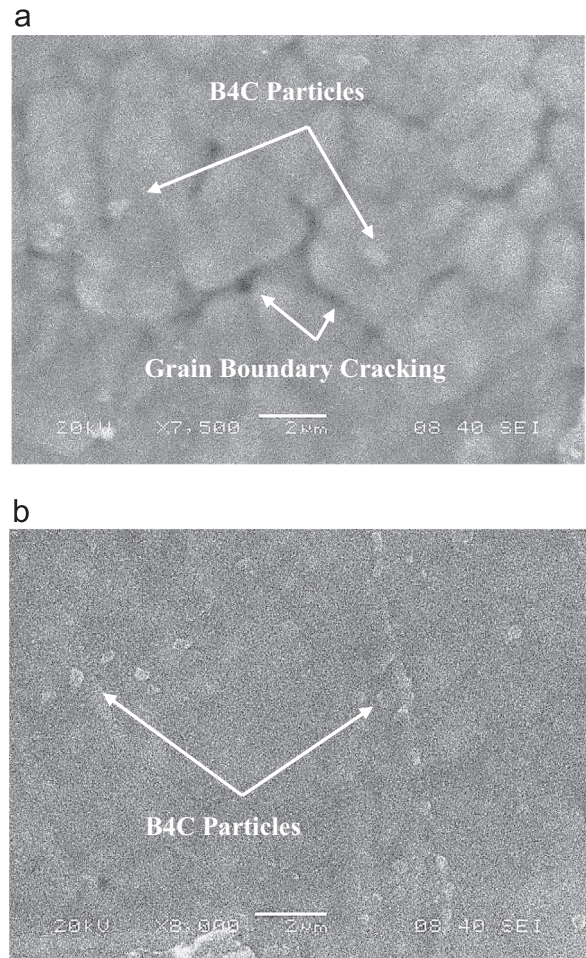 a
B4C Particles
Grain Boundary Cracking
20kV X7,500 2μm 08 40 SEI
b
B4C Particles
20kV X8,000 2μm 08 40 SEI